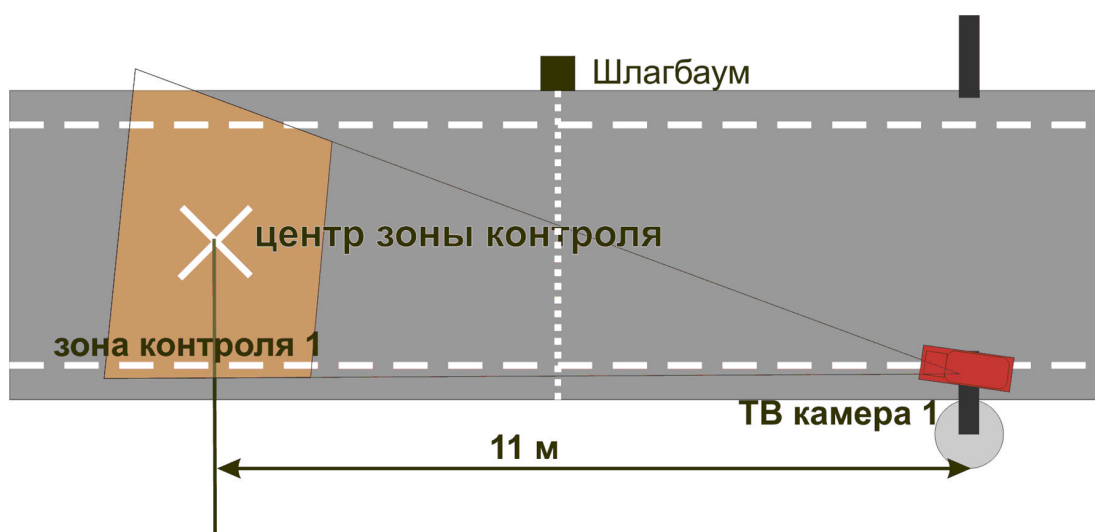 Шлагбаум
центр зоны контроля
зона контроля 1
ТВ камера 1
11 м